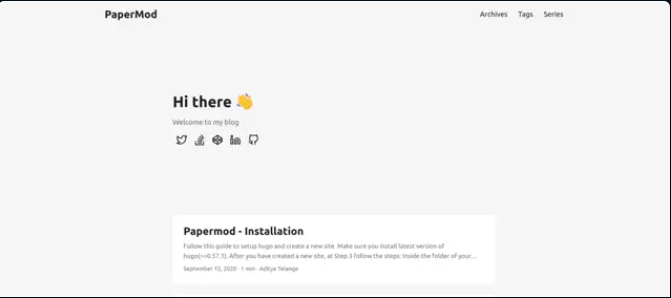 PaperMod
Archives Tags Series
Hi there 👋
Welcome to my blog
Papermod - Installation
Follow this guide to setup hugo and create a new site. Make sure you install latest version of
hugo(>=0.57.1). After you have created a new site, at Step 3 follow the steps: Inside the folder of your...
September 15, 2020 · 1 min · Aditya Telange